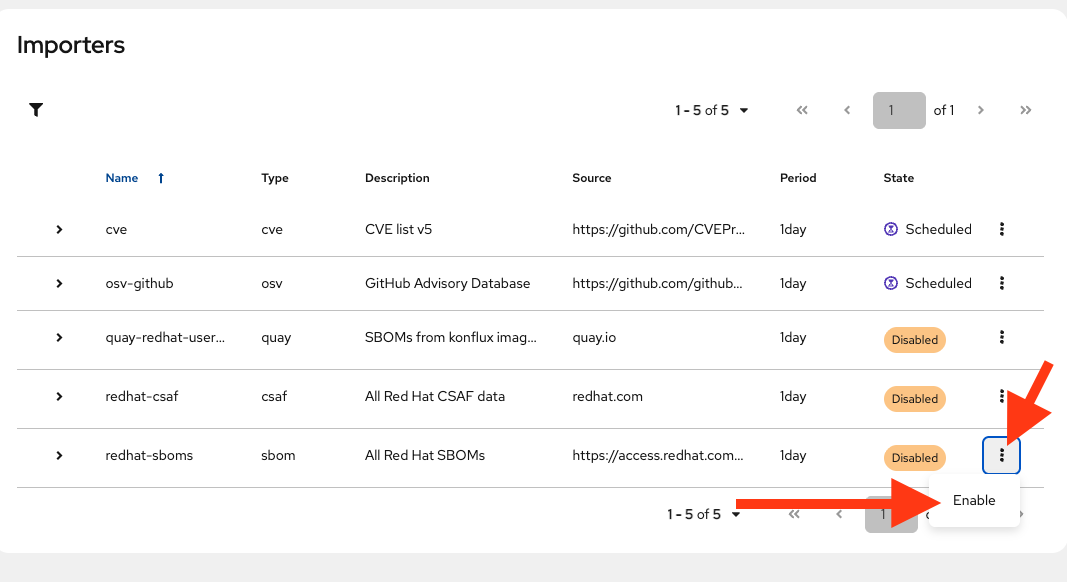 Importers
1 - 5 of 5 1 of 1
Name Type Description Source Period State
cve cve CVE list v5 https://github.com/CVEPr... 1day Scheduled
osv-github osv GitHub Advisory Database https://github.com/github... 1day Scheduled
quay-redhat-user... quay SBOMs from konflux imag... quay.io 1day Disabled
redhat-csaf csaf All Red Hat CSAF data redhat.com 1day Disabled
redhat-sboms sbom All Red Hat SBOMs https://access.redhat.com... 1day Disabled
Enable
1 - 5 of 5 1